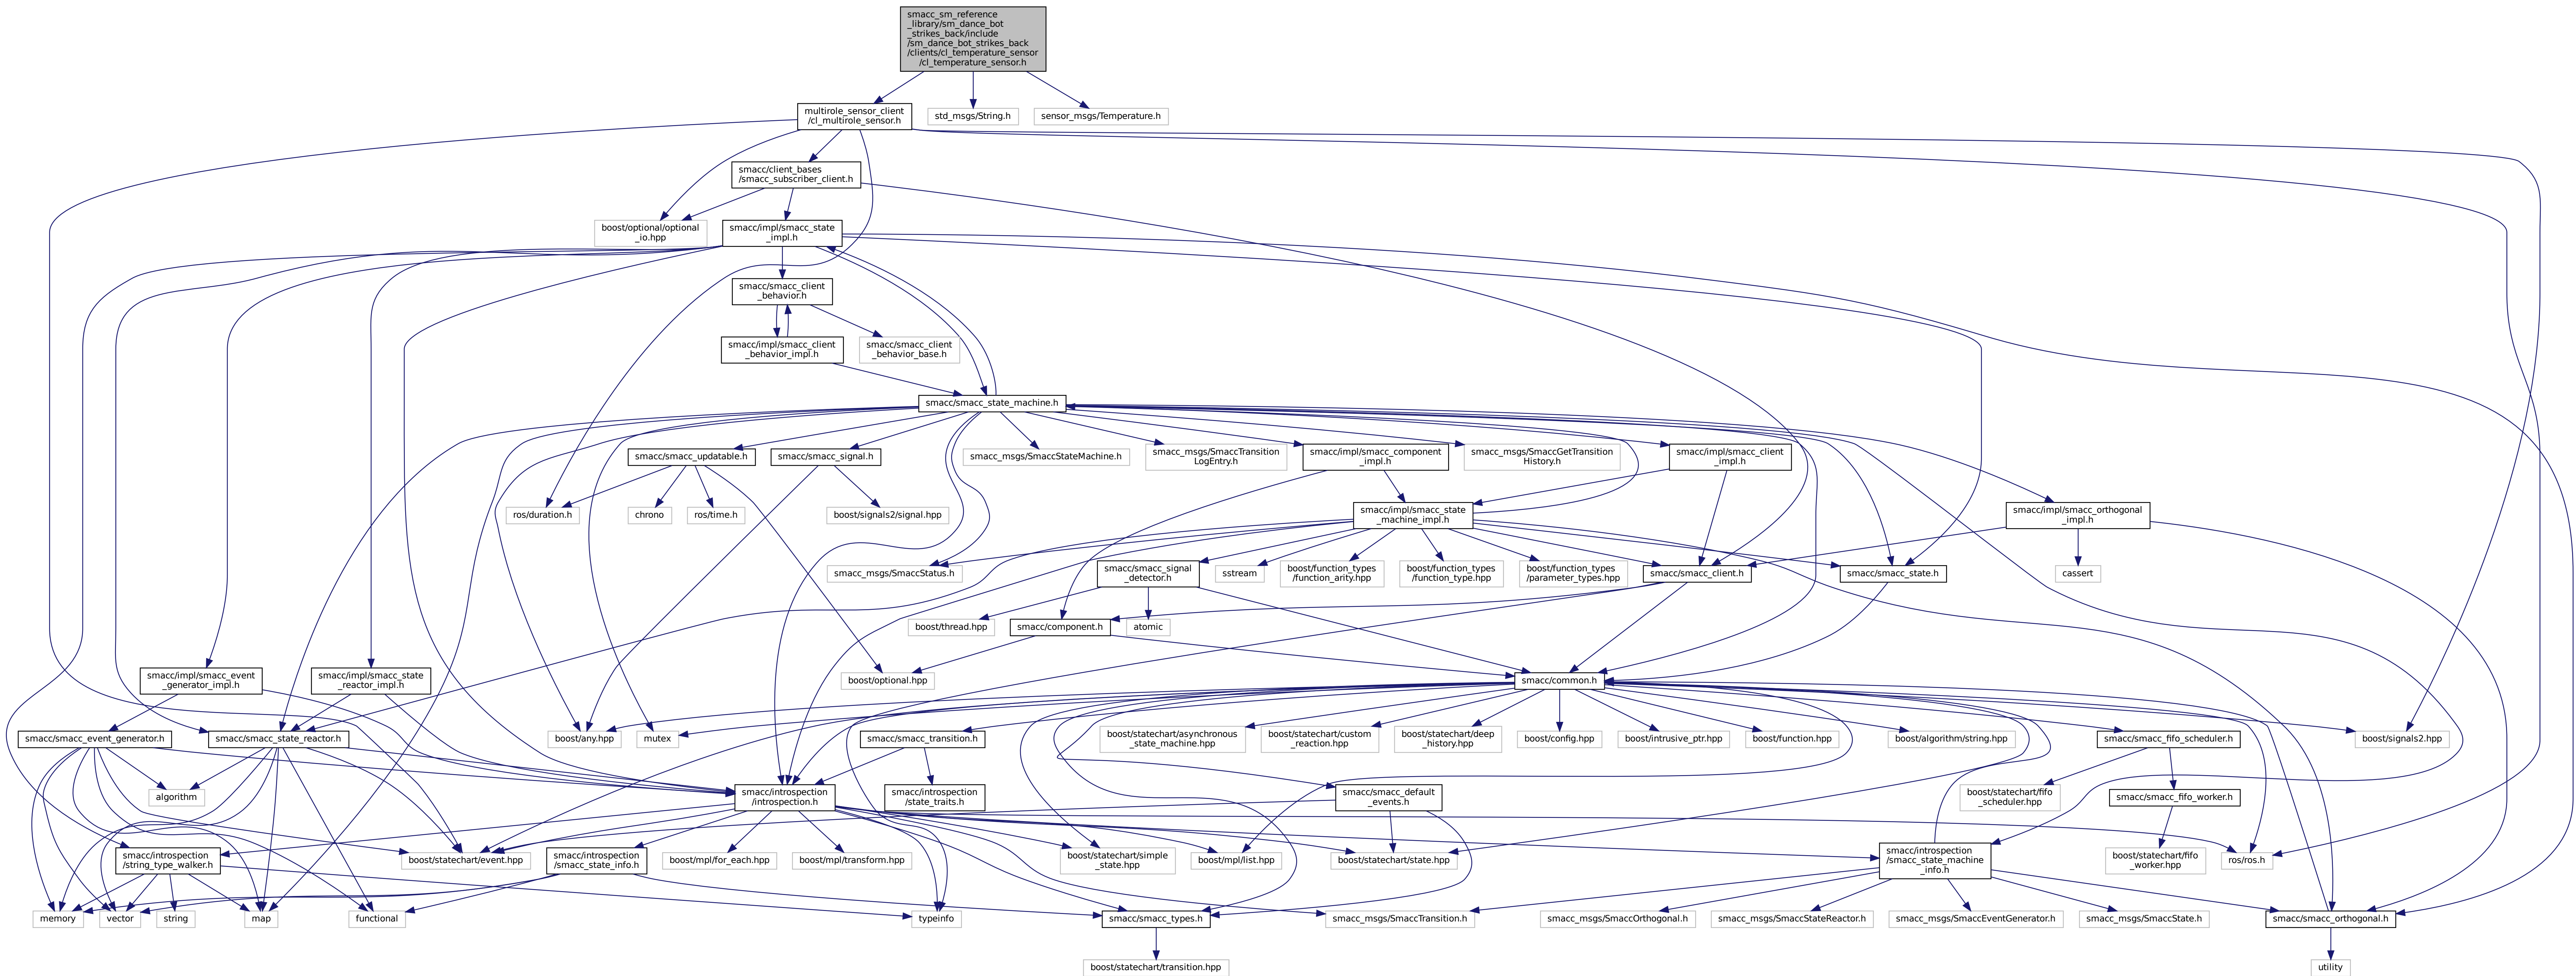 smacc_sm_reference
_library/sm_dance_bot
_strikes_back/include
/sm_dance_bot_strikes_back
/clients/cl_temperature_sensor
/cl_temperature_sensor.h
multirole_sensor_client
/cl_multirole_sensor.h
std_msgs/String.h
sensor_msgs/Temperature.h
smacc/client_bases
/smacc_subscriber_client.h
boost/optional/optional
_io.hpp
smacc/impl/smacc_state
_impl.h
smacc/smacc_client
_behavior.h
smacc/impl/smacc_client
_behavior_impl.h
smacc/smacc_client
_behavior_base.h
smacc/smacc_state_machine.h
smacc/smacc_updatable.h
smacc/smacc_signal.h
smacc_msgs/SmaccStateMachine.h
smacc_msgs/SmaccTransition
LogEntry.h
smacc/impl/smacc_component
_impl.h
smacc_msgs/SmaccGetTransition
History.h
smacc/impl/smacc_client
_impl.h
ros/duration.h
chrono
ros/time.h
boost/signals2/signal.hpp
smacc/impl/smacc_state
_machine_impl.h
smacc/impl/smacc_orthogonal
_impl.h
smacc_msgs/SmaccStatus.h
smacc/smacc_signal
_detector.h
sstream
boost/function_types
/function_arity.hpp
boost/function_types
/function_type.hpp
boost/function_types
/parameter_types.hpp
smacc/smacc_client.h
smacc/smacc_state.h
cassert
boost/thread.hpp
smacc/component.h
atomic
smacc/impl/smacc_event
_generator_impl.h
smacc/impl/smacc_state
_reactor_impl.h
boost/optional.hpp
smacc/common.h
smacc/smacc_event_generator.h
smacc/smacc_state_reactor.h
boost/any.hpp
mutex
smacc/smacc_transition.h
boost/statechart/asynchronous
_state_machine.hpp
boost/statechart/custom
_reaction.hpp
boost/statechart/deep
_history.hpp
boost/config.hpp
boost/intrusive_ptr.hpp
boost/function.hpp
boost/algorithm/string.hpp
smacc/smacc_fifo_scheduler.h
boost/signals2.hpp
algorithm
smacc/introspection
/introspection.h
smacc/introspection
/state_traits.h
smacc/smacc_default
_events.h
boost/statechart/fifo
_scheduler.hpp
smacc/smacc_fifo_worker.h
smacc/introspection
/string_type_walker.h
boost/statechart/event.hpp
smacc/introspection
/smacc_state_info.h
boost/mpl/for_each.hpp
boost/mpl/transform.hpp
boost/statechart/simple
_state.hpp
boost/mpl/list.hpp
boost/statechart/state.hpp
smacc/introspection
/smacc_state_machine
_info.h
boost/statechart/fifo
_worker.hpp
ros/ros.h
memory
vector
string
map
functional
typeinfo
smacc/smacc_types.h
smacc_msgs/SmaccTransition.h
smacc_msgs/SmaccOrthogonal.h
smacc_msgs/SmaccStateReactor.h
smacc_msgs/SmaccEventGenerator.h
smacc_msgs/SmaccState.h
smacc/smacc_orthogonal.h
boost/statechart/transition.hpp
utility